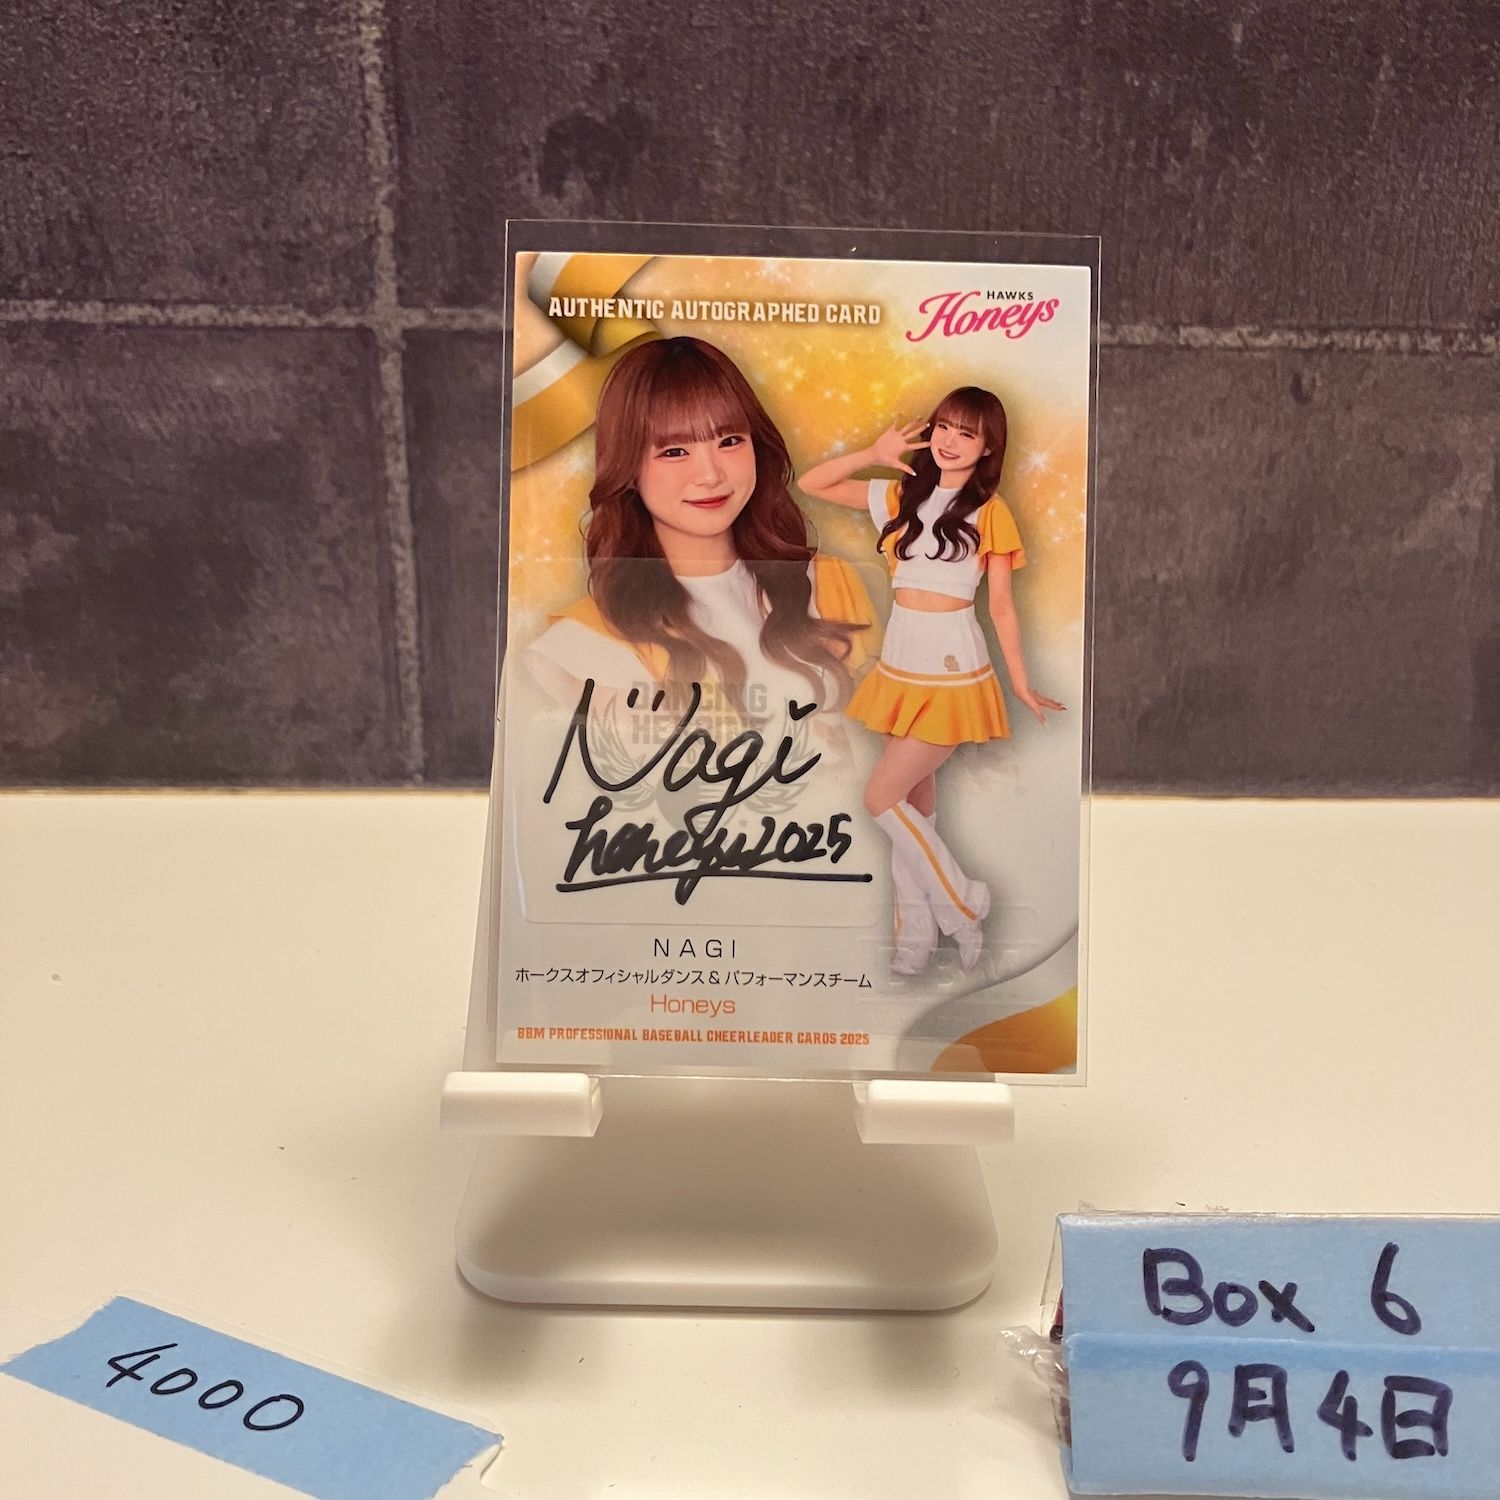 AUTHENTIC AUTOGRAPHED CARD
HAWKS
Honeys
DANCING
HEROINE
Nagi
honeys2025
NAGI
ホークスオフィシャルダンス&パフォーマンスチーム
Honeys
BBM PROFESSIONAL BASEBALL CHEERLEADER CARDS 2025
4000
Box 6
9月4日